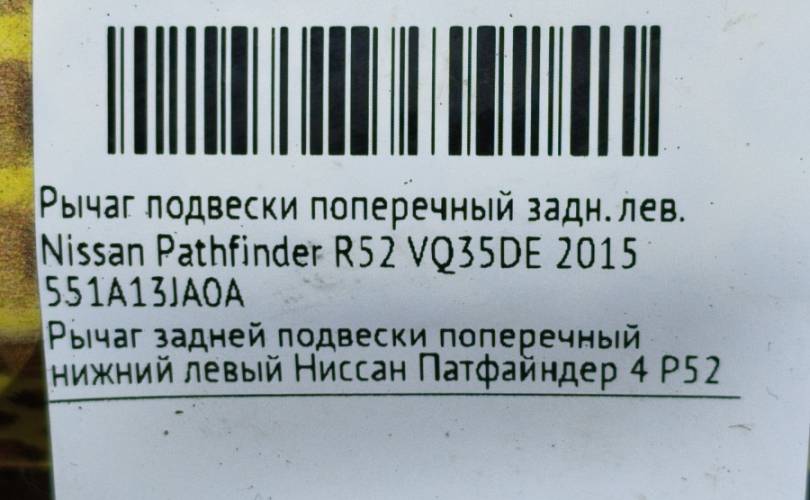 Рычаг подвески поперечный задн. лев.
Nissan Pathfinder R52 VQ35DE 2015
551A13JA0A
Рычаг задней подвески поперечный
нижний левый Ниссан Патфайндер 4 Р52